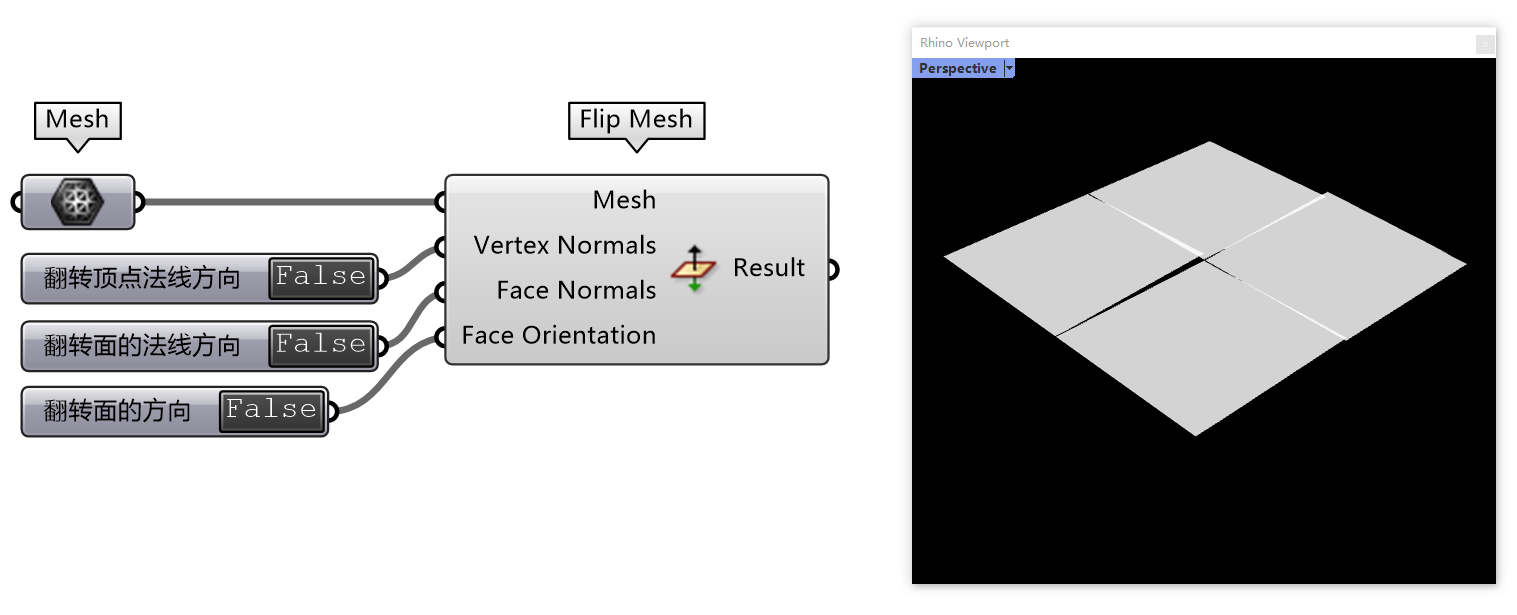 Mesh
Flip Mesh
Mesh
翻转顶点法线方向 False
Vertex Normals
Result
Face Normals
翻转面的法线方向 False
Face Orientation
翻转面的方向 False
Rhino Viewport
Perspective